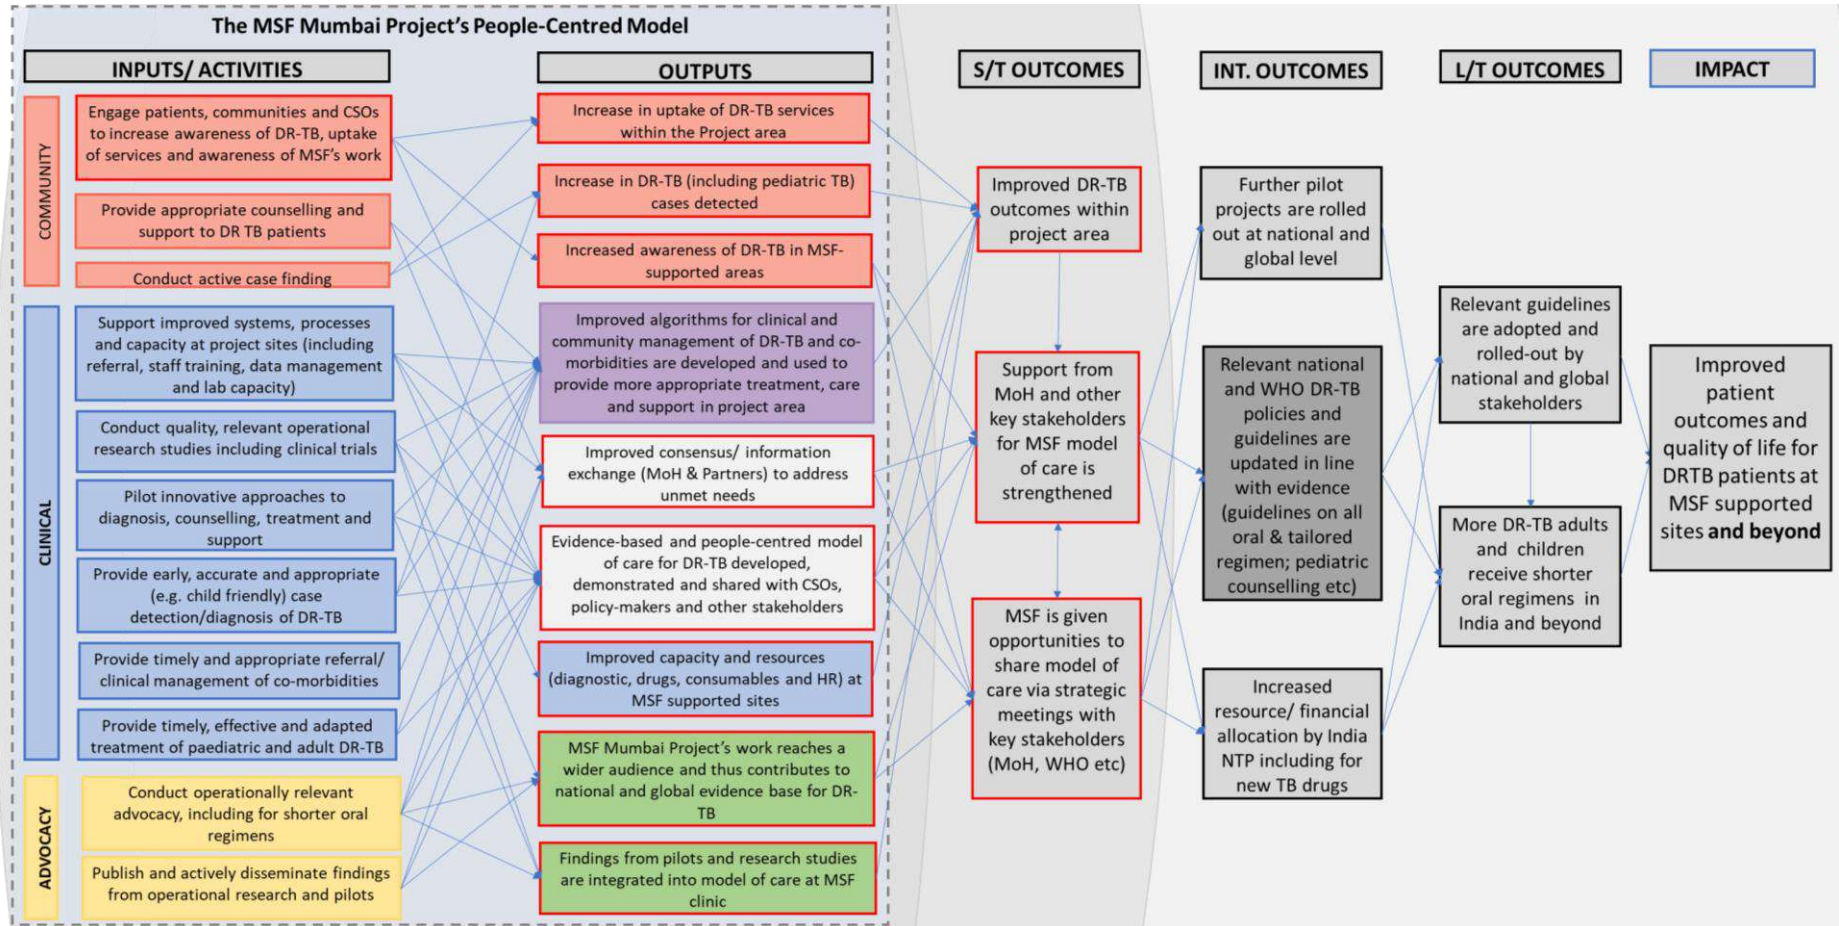 The MSF Mumbai Project's People-Centred Model
INPUTS/ ACTIVITIES
OUTPUTS
S/T OUTCOMES
INT. OUTCOMES
L/T OUTCOMES
IMPACT
COMMUNITY
Engage patients, communities and CSOs
to increase awareness of DR-TB, uptake
of services and awareness of MSF's work
Provide appropriate counselling and
support to DR TB patients
Conduct active case finding
CLINICAL
Support improved systems, processes
and capacity at project sites (including
referral, staff training, data management
and lab capacity)
Conduct quality, relevant operational
research studies including clinical trials
Pilot innovative approaches to
diagnosis, counselling, treatment and
support
Provide early, accurate and appropriate
(e.g. child friendly) case
detection/diagnosis of DR-TB
Provide timely and appropriate referral/
clinical management of co-morbidities
Provide timely, effective and adapted
treatment of paediatric and adult DR-TB
ADVOCACY
Conduct operationally relevant
advocacy, including for shorter oral
regimens
Publish and actively disseminate findings
from operational research and pilots
Increase in uptake of DR-TB services
within the Project area
Increase in DR-TB (including pediatric TB)
cases detected
Increased awareness of DR-TB in MSF-
supported areas
Improved algorithms for clinical and
community management of DR-TB and co-
morbidities are developed and used to
provide more appropriate treatment, care
and support in project area
Improved consensus/ information
exchange (MoH & Partners) to address
unmet needs
Evidence-based and people-centred model
of care for DR-TB developed,
demonstrated and shared with CSOs,
policy-makers and other stakeholders
Improved capacity and resources
(diagnostic, drugs, consumables and HR) at
MSF supported sites
MSF Mumbai Project's work reaches a
wider audience and thus contributes to
national and global evidence base for DR-
TB
Findings from pilots and research studies
are integrated into model of care at MSF
clinic
Improved DR-TB
outcomes within
project area
Support from
MoH and other
key stakeholders
for MSF model
of care is
strengthened
MSF is given
opportunities to
share model of
care via strategic
meetings with
key stakeholders
(MoH, WHO etc)
Further pilot
projects are rolled
out at national and
global level
Relevant national
and WHO DR-TB
policies and
guidelines are
updated in line
with evidence
(guidelines on all
oral & tailored
regimen; pediatric
counselling etc)
Increased
resource/ financial
allocation by India
NTP including for
new TB drugs
Relevant guidelines
are adopted and
rolled-out by
national and global
stakeholders
More DR-TB adults
and children
receive shorter
oral regimens in
India and beyond
Improved
patient
outcomes and
quality of life for
DRTB patients at
MSF supported
sites and beyond